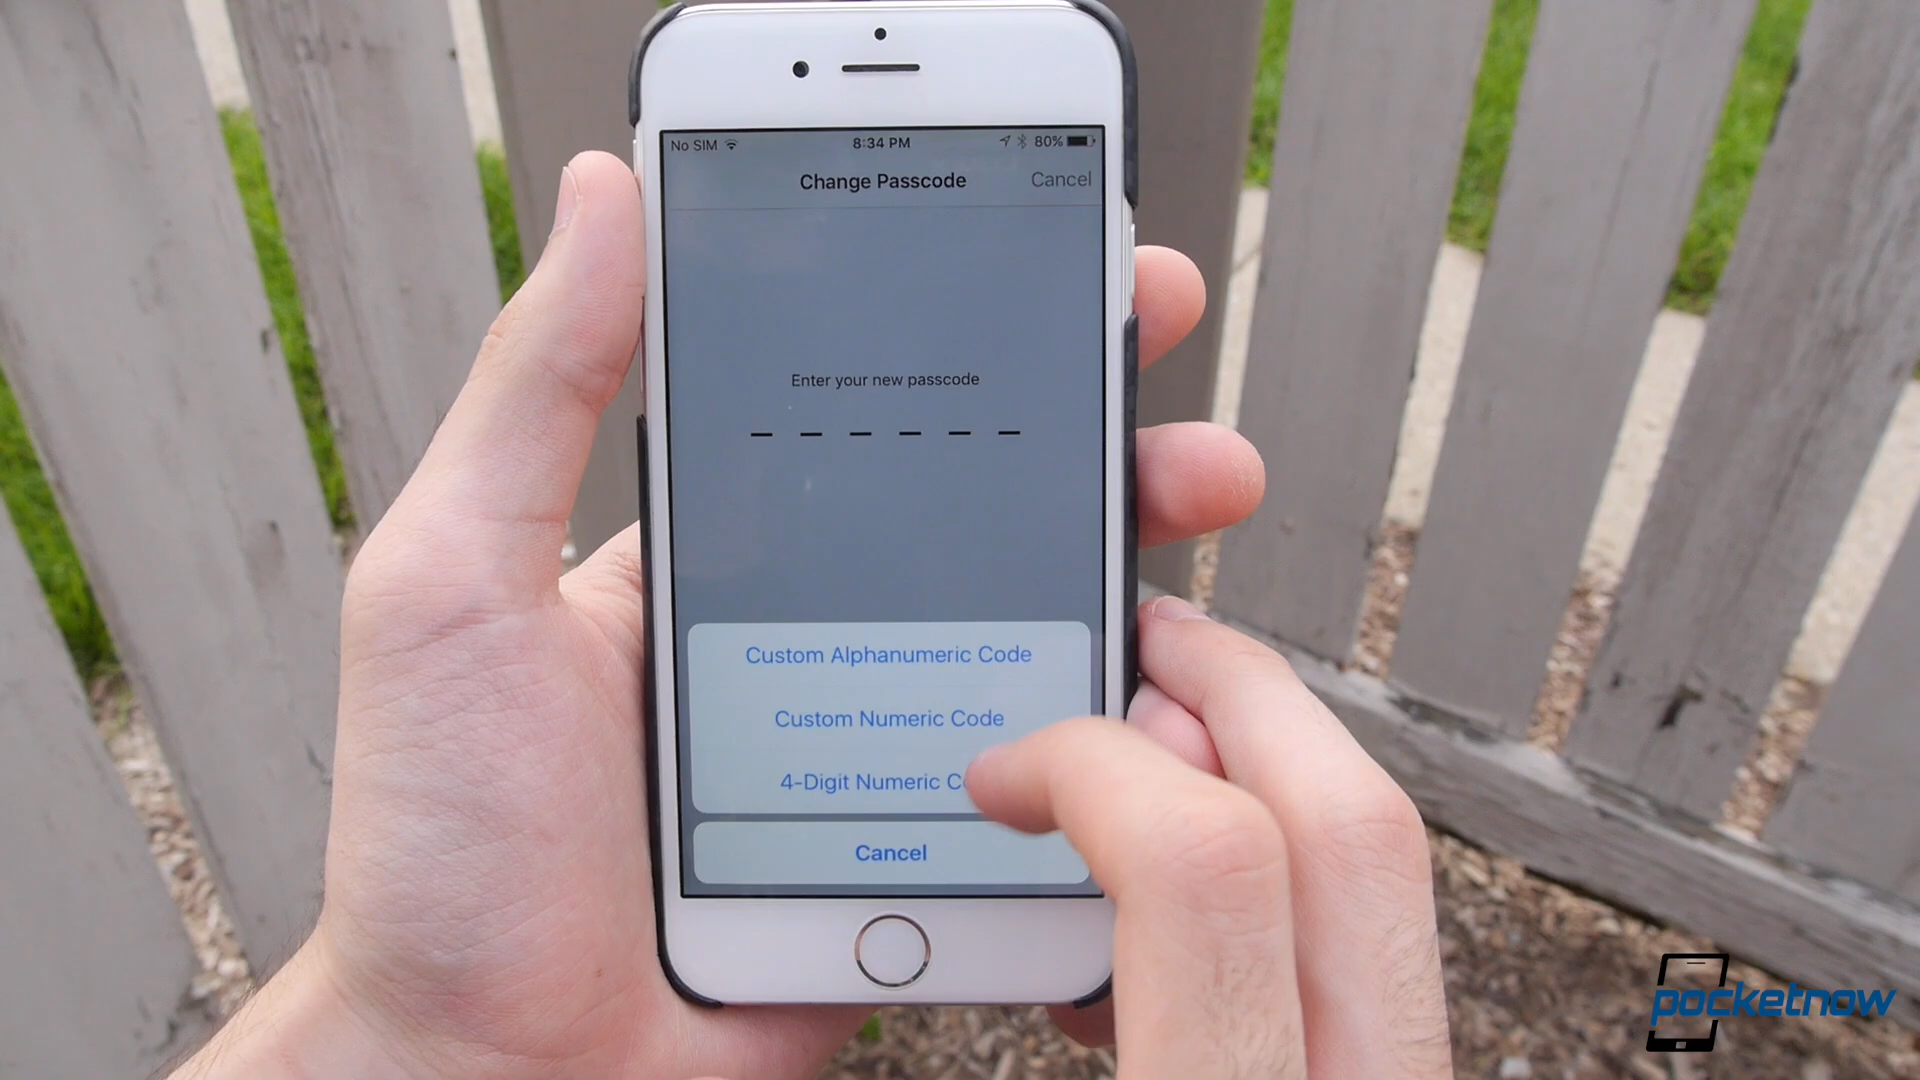 No SIM 8:34 PM 80%
Change Passcode Cancel
Enter your new passcode
Custom Alphanumeric Code
Custom Numeric Code
4-Digit Numeric
Cancel
pocketnow